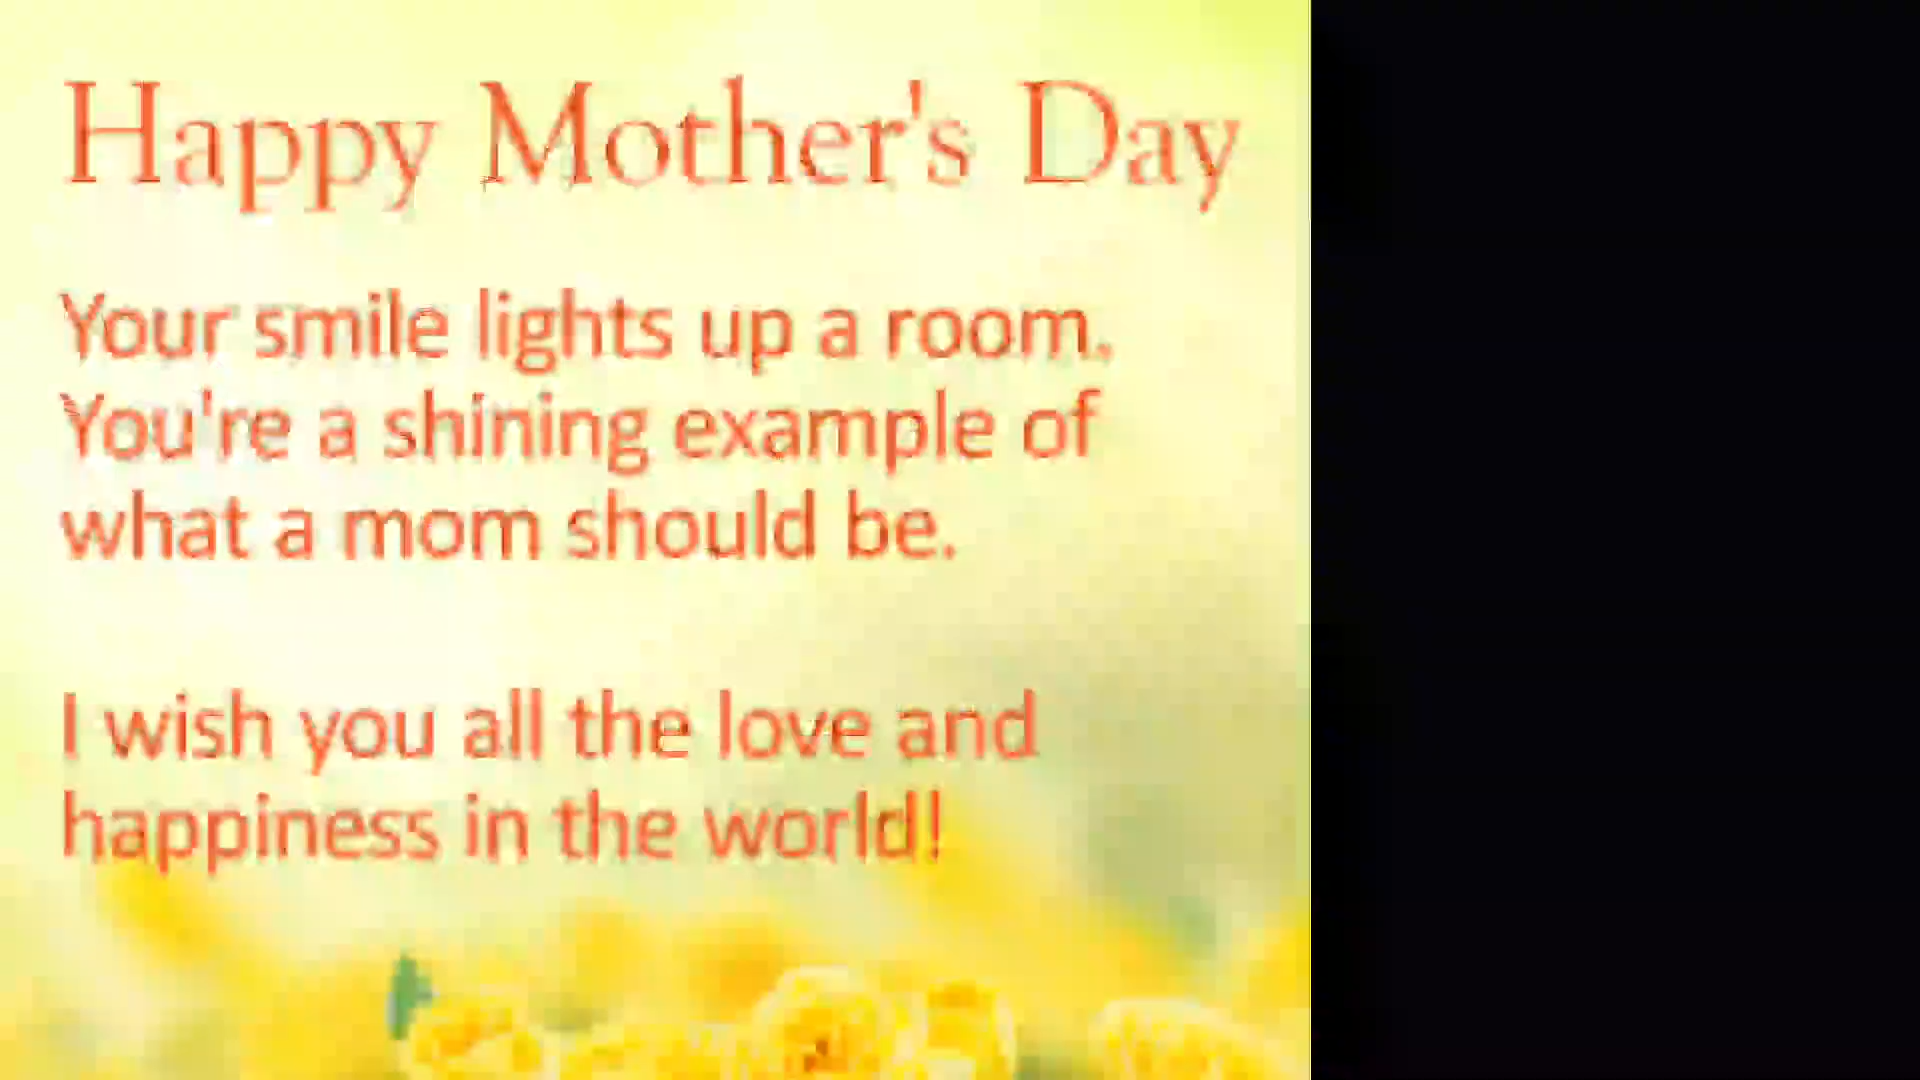 Happy Mother's Day
Your smile lights up a room.
You're a shining example of
what a mom should be.
I wish you all the love and
happiness in the world!